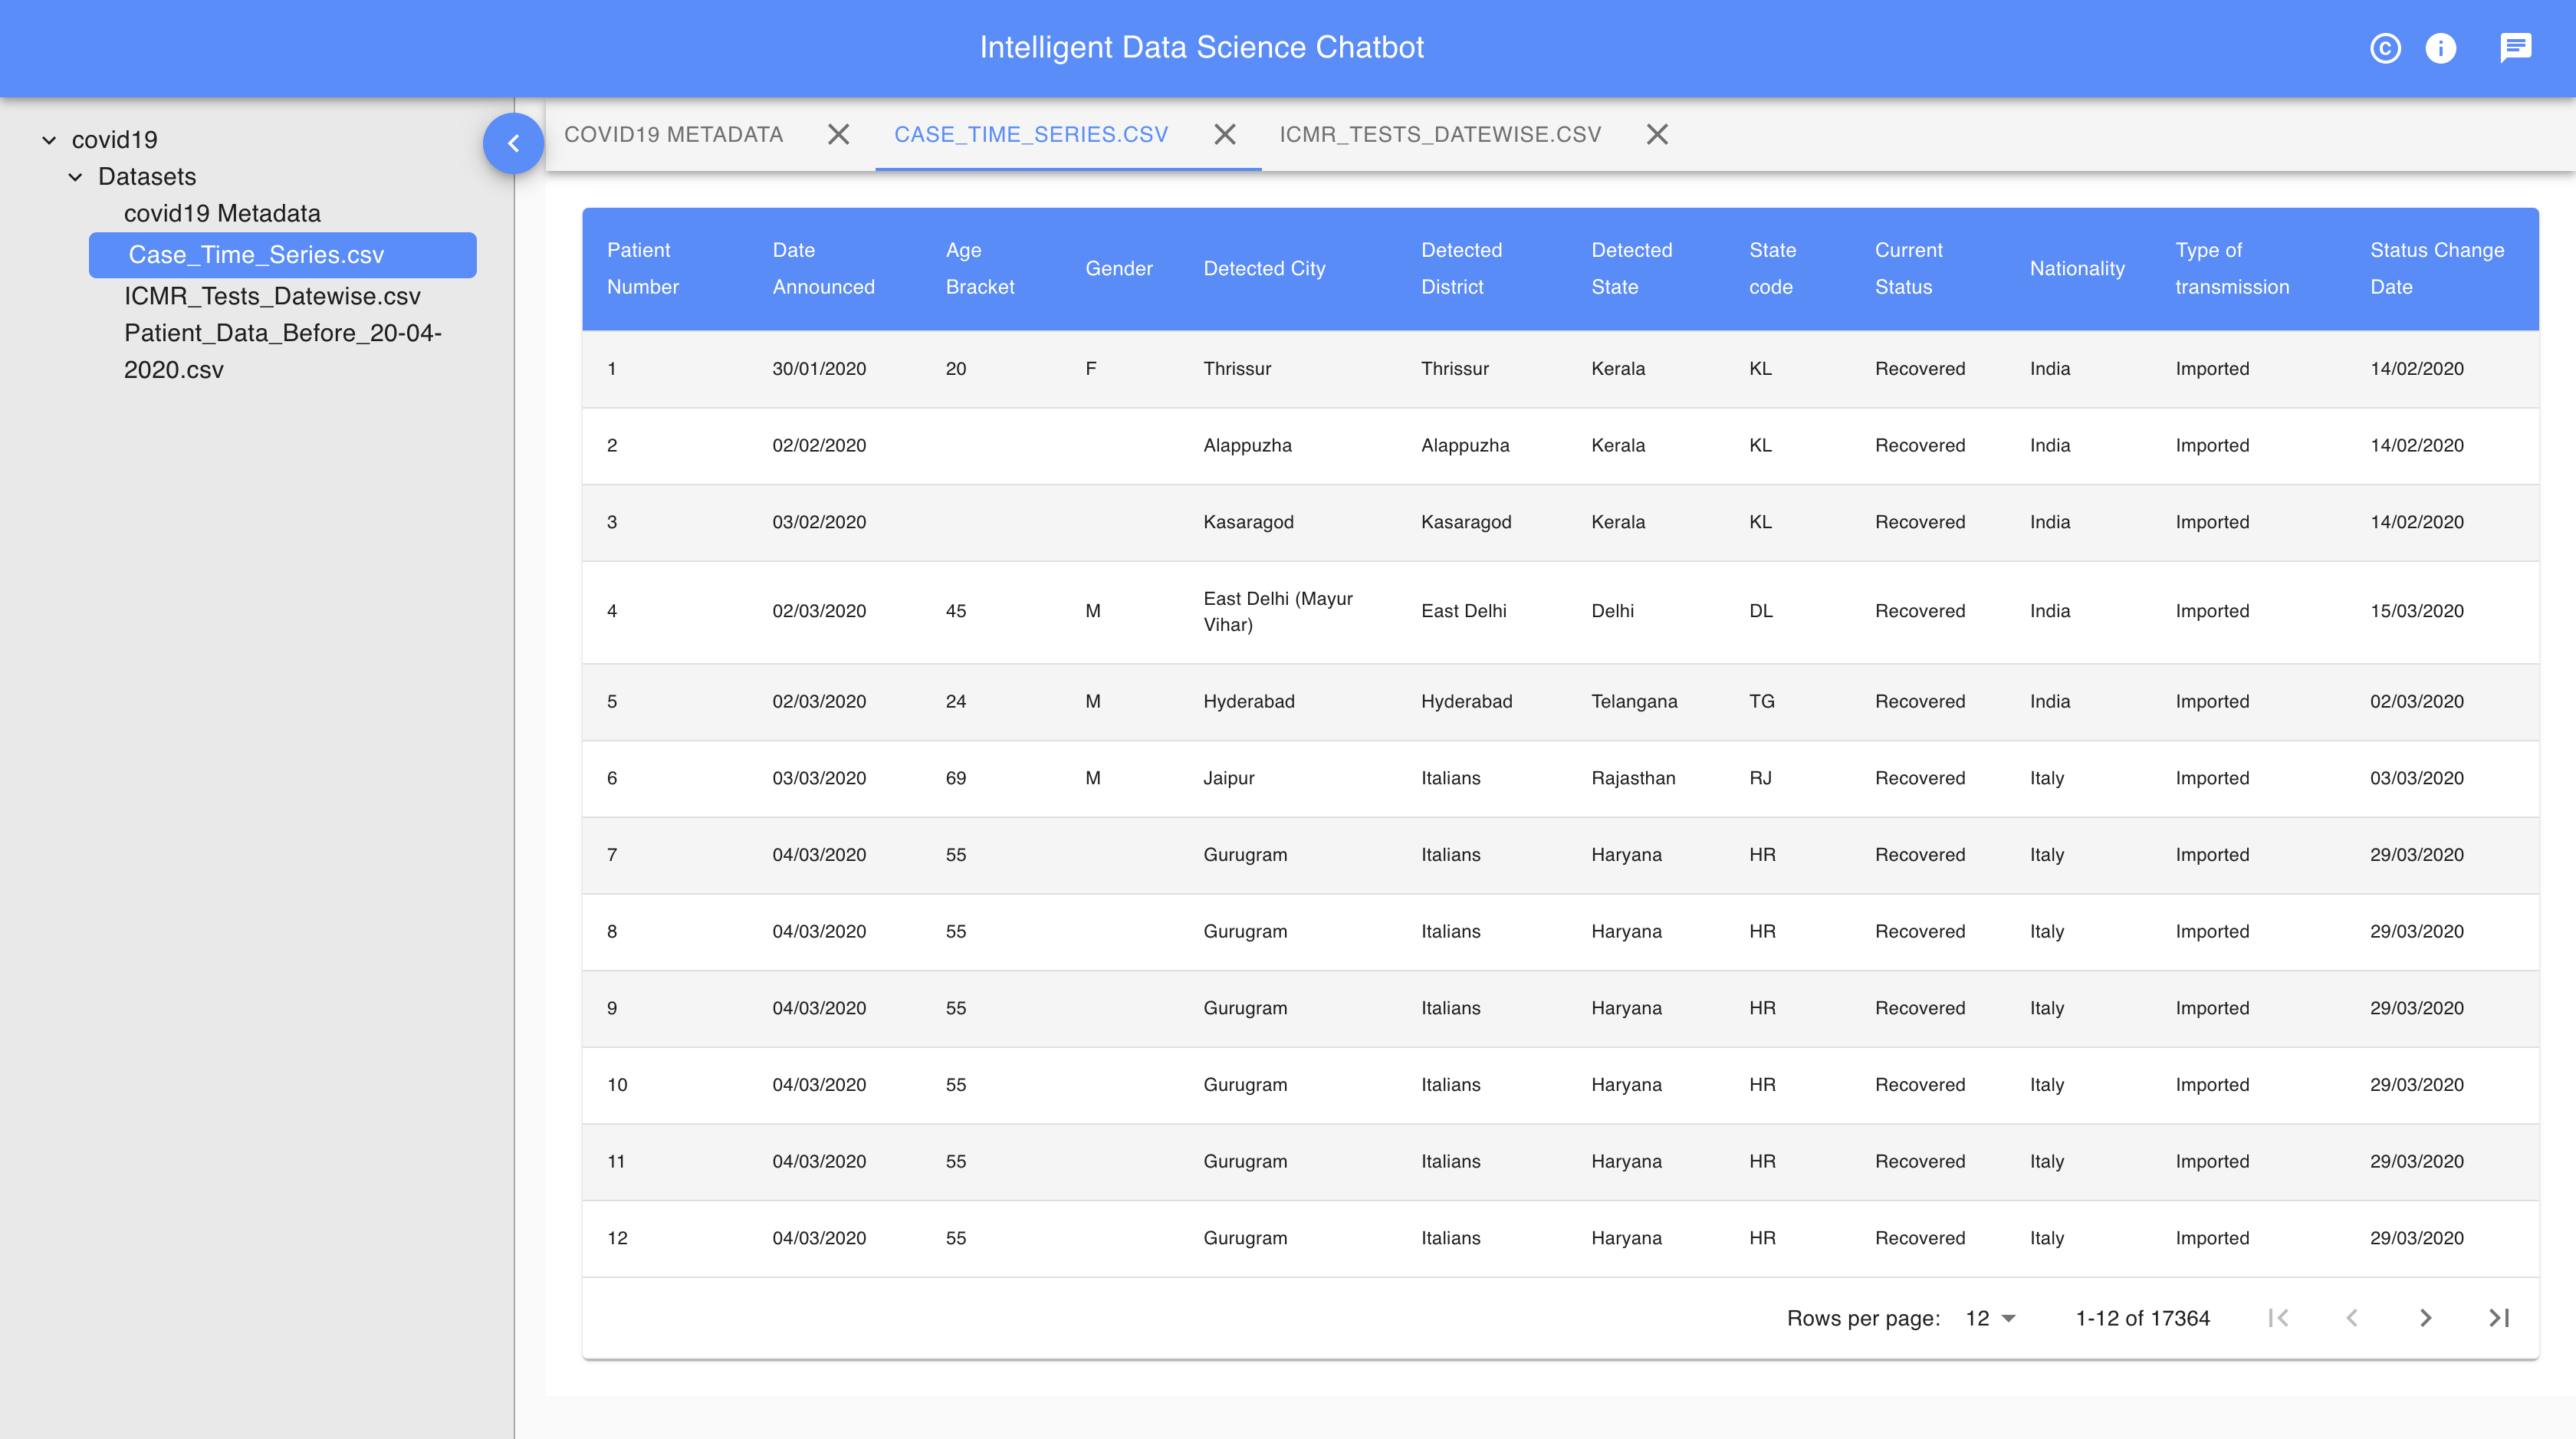 Intelligent Data Science Chatbot
covid19
Datasets
covid19 Metadata
Case_Time_Series.csv
ICMR_Tests_Datewise.csv
Patient_Data_Before_20-04-
2020.csv
COVID19 METADATA
CASE_TIME_SERIES.CSV
ICMR_TESTS_DATEWISE.CSV
Patient Number Date Announced Age Bracket Gender Detected City Detected District Detected State State code Current Status Nationality Type of transmission Status Change Date
1 30/01/2020 20 F Thrissur Thrissur Kerala KL Recovered India Imported 14/02/2020
2 02/02/2020 Alappuzha Alappuzha Kerala KL Recovered India Imported 14/02/2020
3 03/02/2020 Kasaragod Kasaragod Kerala KL Recovered India Imported 14/02/2020
4 02/03/2020 45 M East Delhi (Mayur Vihar) East Delhi Delhi DL Recovered India Imported 15/03/2020
5 02/03/2020 24 M Hyderabad Hyderabad Telangana TG Recovered India Imported 02/03/2020
6 03/03/2020 69 M Jaipur Italians Rajasthan RJ Recovered Italy Imported 03/03/2020
7 04/03/2020 55 Gurugram Italians Haryana HR Recovered Italy Imported 29/03/2020
8 04/03/2020 55 Gurugram Italians Haryana HR Recovered Italy Imported 29/03/2020
9 04/03/2020 55 Gurugram Italians Haryana HR Recovered Italy Imported 29/03/2020
10 04/03/2020 55 Gurugram Italians Haryana HR Recovered Italy Imported 29/03/2020
11 04/03/2020 55 Gurugram Italians Haryana HR Recovered Italy Imported 29/03/2020
12 04/03/2020 55 Gurugram Italians Haryana HR Recovered Italy Imported 29/03/2020
Rows per page: 12 1-12 of 17364